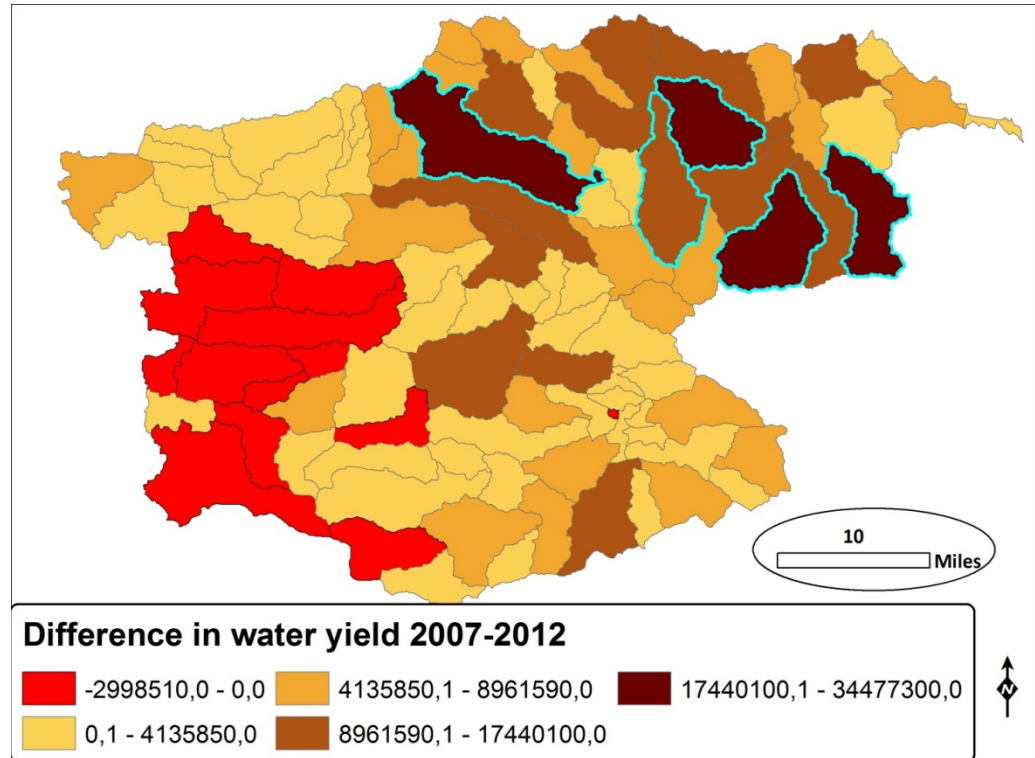 10
Miles
Difference in water yield 2007-2012
-2998510,0 - 0,0
4135850,1 - 8961590,0
17440100,1 - 34477300,0
0,1 - 4135850,0
8961590,1 - 17440100,0
N